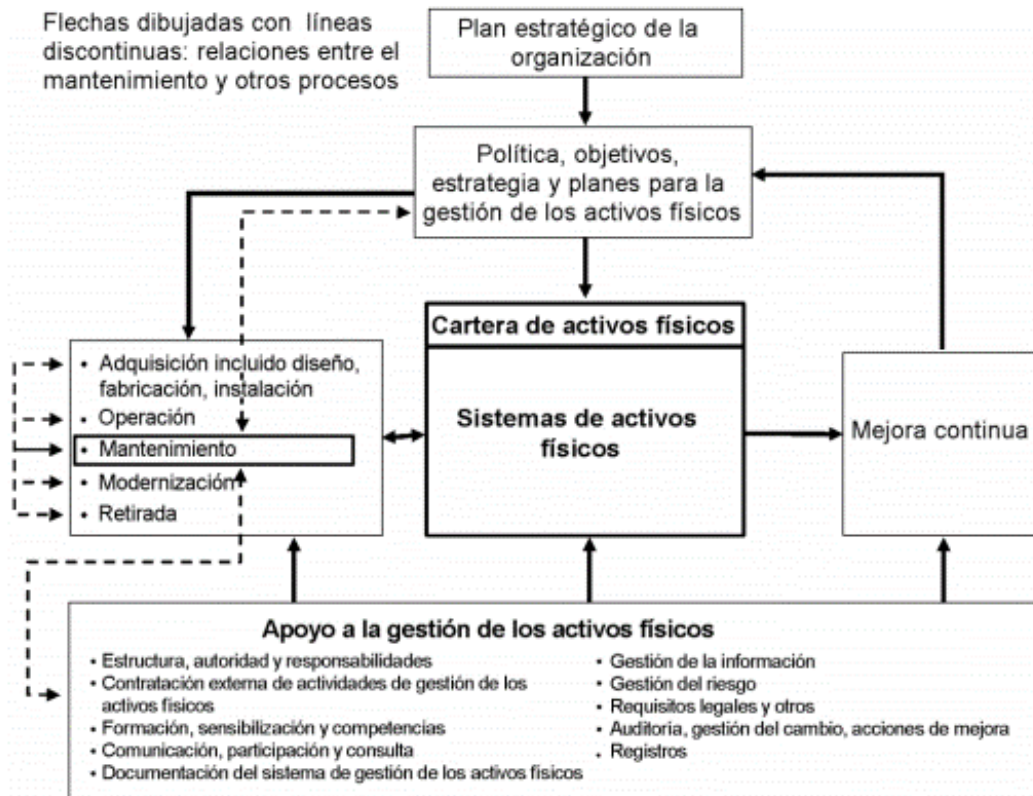 Flechas dibujadas con líneas
discontinuas: relaciones entre el
mantenimiento y otros procesos
Plan estratégico de la
organización
Política, objetivos,
estrategia y planes para la
gestión de los activos físicos
• Adquisición incluido diseño,
fabricación, instalación
• Operación
• Mantenimiento
• Modernización
• Retirada
Cartera de activos físicos
Sistemas de activos
físicos
Mejora continua
Apoyo a la gestión de los activos físicos
• Estructura, autoridad y responsabilidades
• Contratación externa de actividades de gestión de los
activos físicos
• Formación, sensibilización y competencias
• Comunicación, participación y consulta
• Documentación del sistema de gestión de los activos físicos
• Gestión de la información
• Gestión del riesgo
• Requisitos legales y otros
• Auditoría, gestión del cambio, acciones de mejora
• Registros